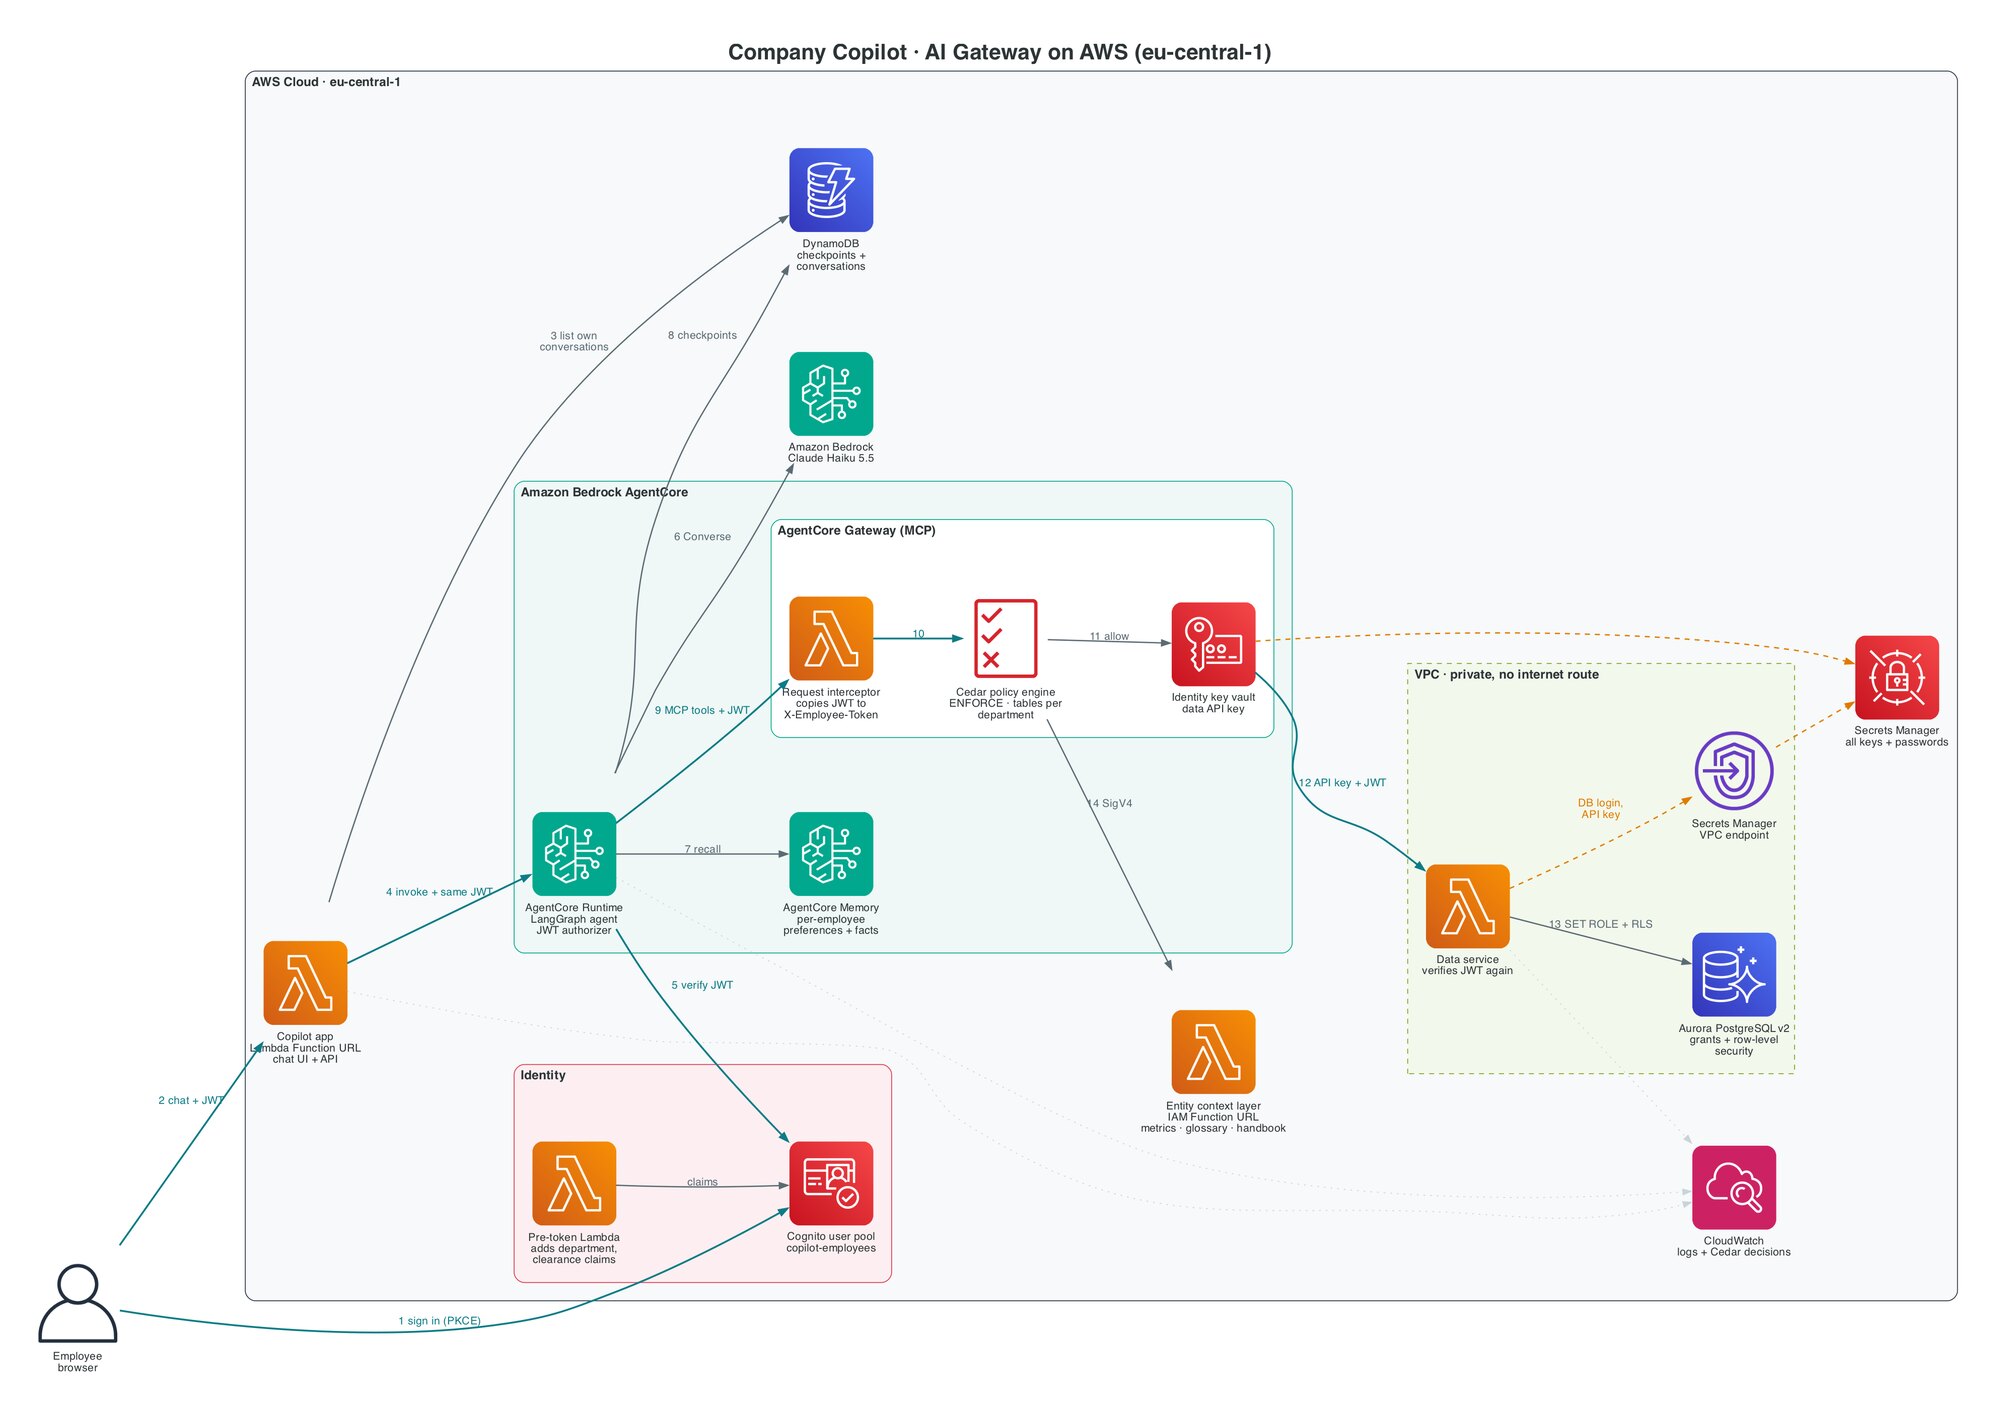 Company Copilot · AI Gateway on AWS (eu-central-1)
AWS Cloud · eu-central-1
DynamoDB
checkpoints +
conversations
3 list own
conversations
8 checkpoints
Amazon Bedrock
Claude Haiku 5.5
Amazon Bedrock AgentCore
AgentCore Gateway (MCP)
6 Converse
10
11 allow
Request interceptor
copies JWT to
X-Employee-Token
Cedar policy engine
ENFORCE · tables per
department
Identity key vault
data API key
9 MCP tools + JWT
VPC · private, no internet route
Secrets Manager
all keys + passwords
12 API key + JWT
14 SigV4
DB login,
API key
Secrets Manager
VPC endpoint
7 recall
4 invoke + same JWT
AgentCore Runtime
LangGraph agent
JWT authorizer
AgentCore Memory
per-employee
preferences + facts
13 SET ROLE + RLS
Data service
verifies JWT again
5 verify JWT
Aurora PostgreSQL v2
grants + row-level
security
Copilot app
Lambda Function URL
chat UI + API
Identity
2 chat + JWT
Entity context layer
IAM Function URL
metrics · glossary · handbook
claims
Pre-token Lambda
adds department,
clearance claims
Cognito user pool
copilot-employees
CloudWatch
logs + Cedar decisions
1 sign in (PKCE)
Employee
browser